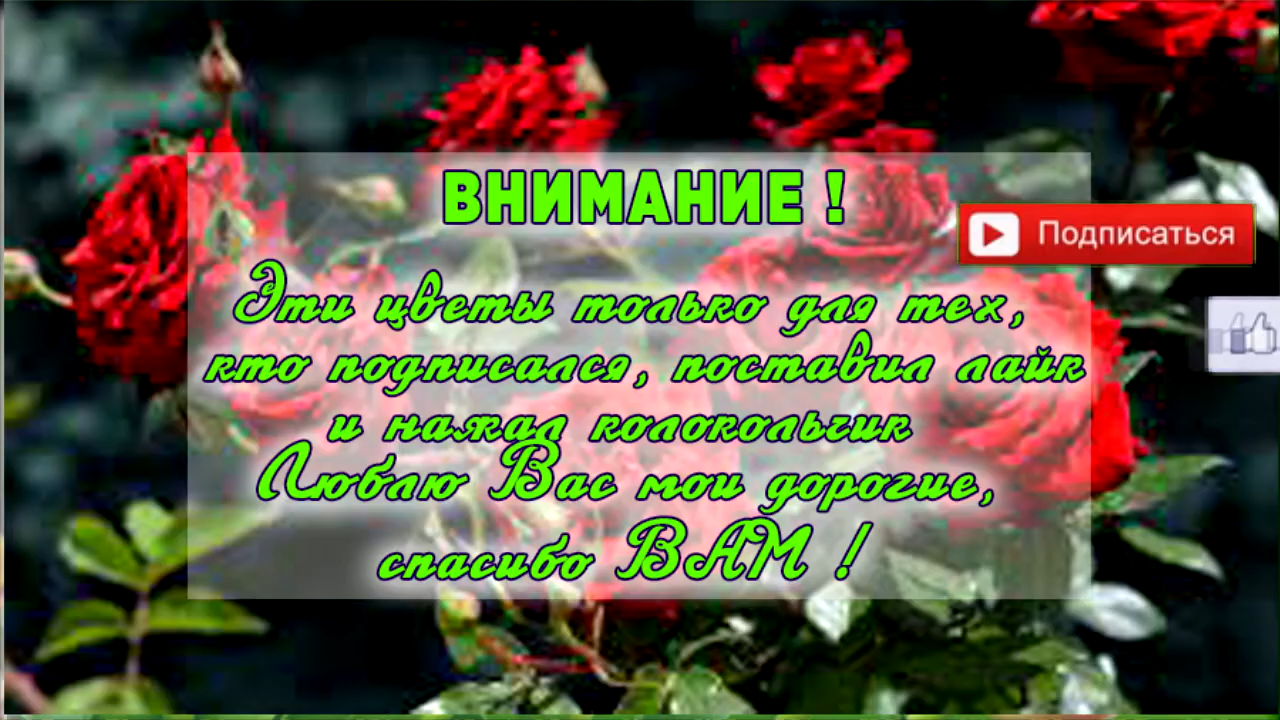 ВНИМАНИЕ !
Подписаться
Эти цветы только для тех,
кто подписался, поставил лайк
и нажал колокольчик
Люблю Вас мои дорогие,
спасибо ВАМ !